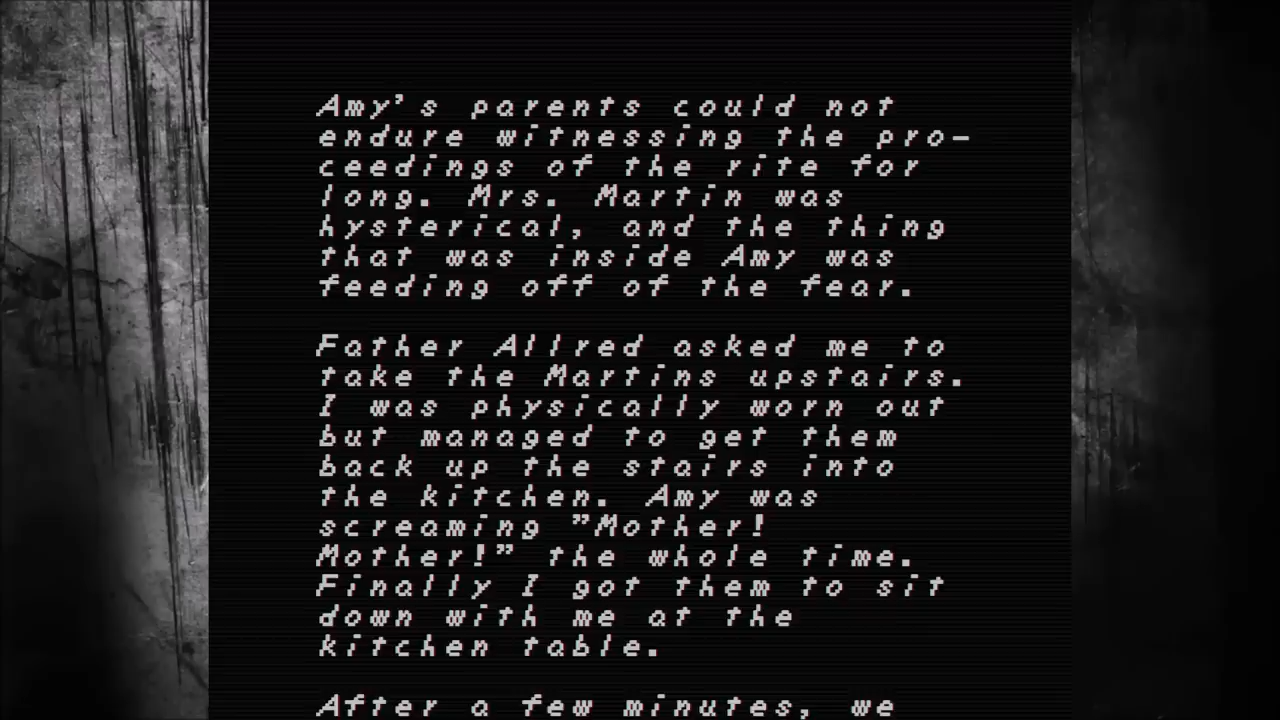 Amy's parents could not
endure witnessing the pro-
ceedings of the rite for
long. Mrs. Martin was
hysterical, and the thing
that was inside Amy was
feeding off of the fear.
Father Allred asked me to
take the Martins upstairs.
I was physically worn out
but managed to get them
back up the stairs into
the kitchen. Amy was
screaming "Mother!
Mother!" the whole time.
Finally I got them to sit
down with me at the
kitchen table.
After a few minutes, we